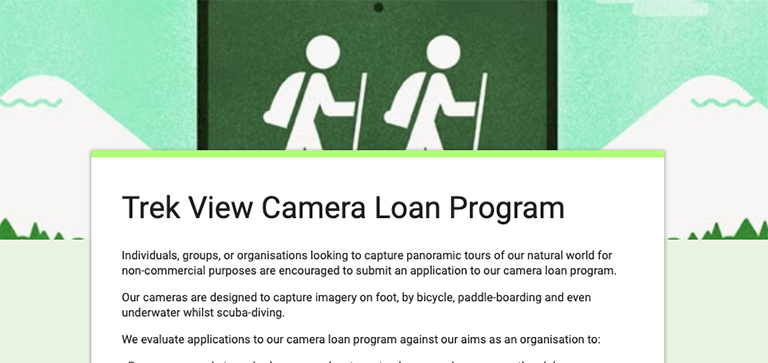 Trek View Camera Loan Program
Individuals, groups, or organisations looking to capture panoramic tours of our natural world for
non-commercial purposes are encouraged to submit an application to our camera loan program.
Our cameras are designed to capture imagery on foot, by bicycle, paddle-boarding and even
underwater whilst scuba-diving.
We evaluate applications to our camera loan program against our aims as an organisation to: